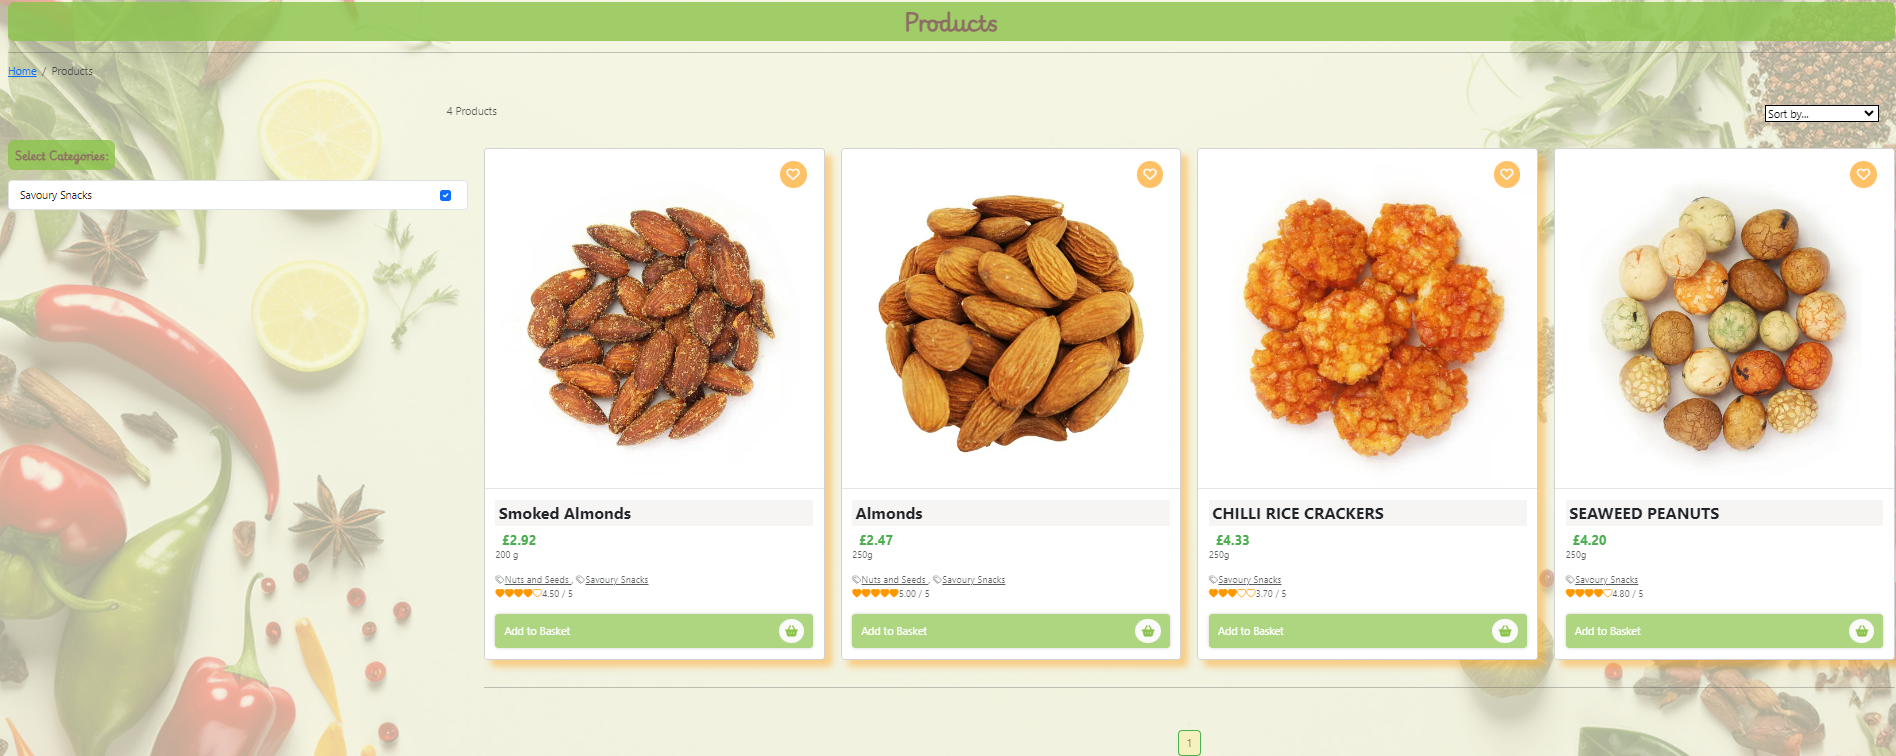 Products
Home / Products
4 Products
Sort by...
Select Categories:
Savoury Snacks
Smoked Almonds
£2.92
200 g
Nuts and Seeds , Savoury Snacks
4.50 / 5
Add to Basket
Almonds
£2.47
250g
Nuts and Seeds , Savoury Snacks
5.00 / 5
Add to Basket
CHILLI RICE CRACKERS
£4.33
250g
Savoury Snacks
3.70 / 5
Add to Basket
SEAWEED PEANUTS
£4.20
250g
Savoury Snacks
4.80 / 5
Add to Basket
1